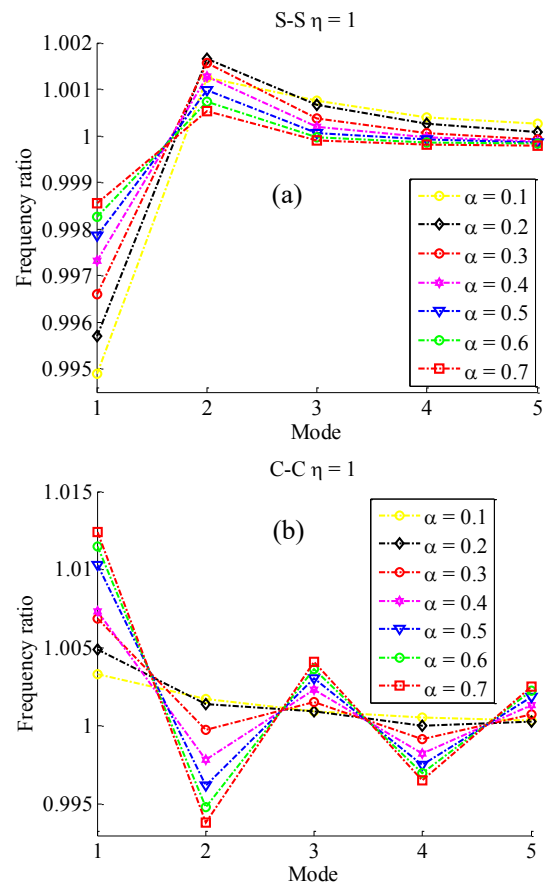 S-S η = 1
1.002
1.001
1
0.999
0.998
0.997
0.996
0.995
Frequency ratio
(a)
α = 0.1
α = 0.2
α = 0.3
α = 0.4
α = 0.5
α = 0.6
α = 0.7
1 2 3 4 5
Mode
C-C η = 1
1.015
1.01
1.005
1
0.995
Frequency ratio
(b)
α = 0.1
α = 0.2
α = 0.3
α = 0.4
α = 0.5
α = 0.6
α = 0.7
1 2 3 4 5
Mode